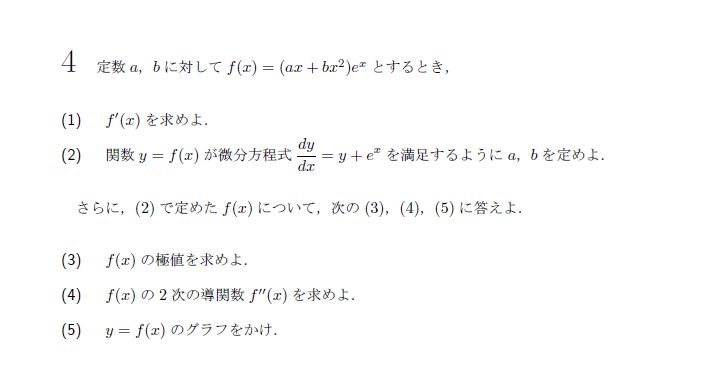 4 定数 a，b に対して f(x) = (ax + bx²)eˣ とするとき，
(1) f′(x) を求めよ．
(2) 関数 y = f(x) が微分方程式 dy/dx = y + eˣ を満足するように a，b を定めよ．
さらに，(2) で定めた f(x) について，次の (3)，(4)，(5) に答えよ．
(3) f(x) の極値を求めよ．
(4) f(x) の 2 次の導関数 f″(x) を求めよ．
(5) y = f(x) のグラフをかけ．